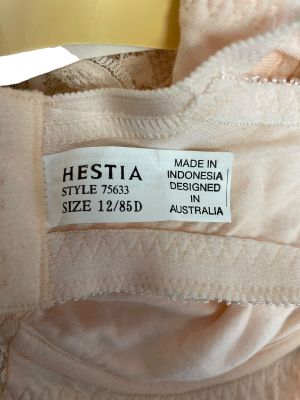 HESTIA
STYLE 75633
SIZE 12/85D
MADE IN
INDONESIA
DESIGNED
IN
AUSTRALIA